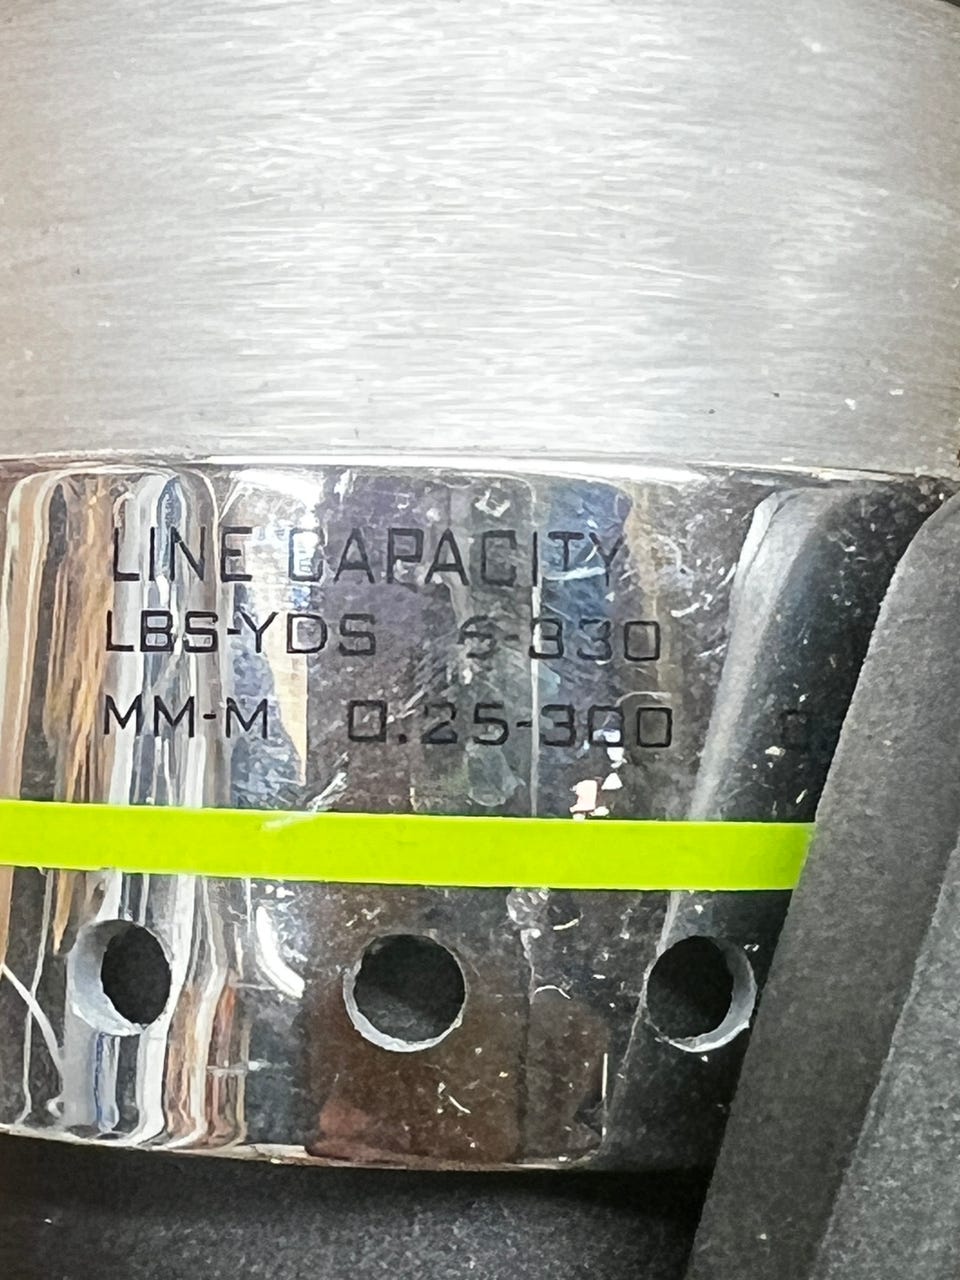 LINE CAPACITY
LBS-YDS 6-330
MM-M 0.25-300